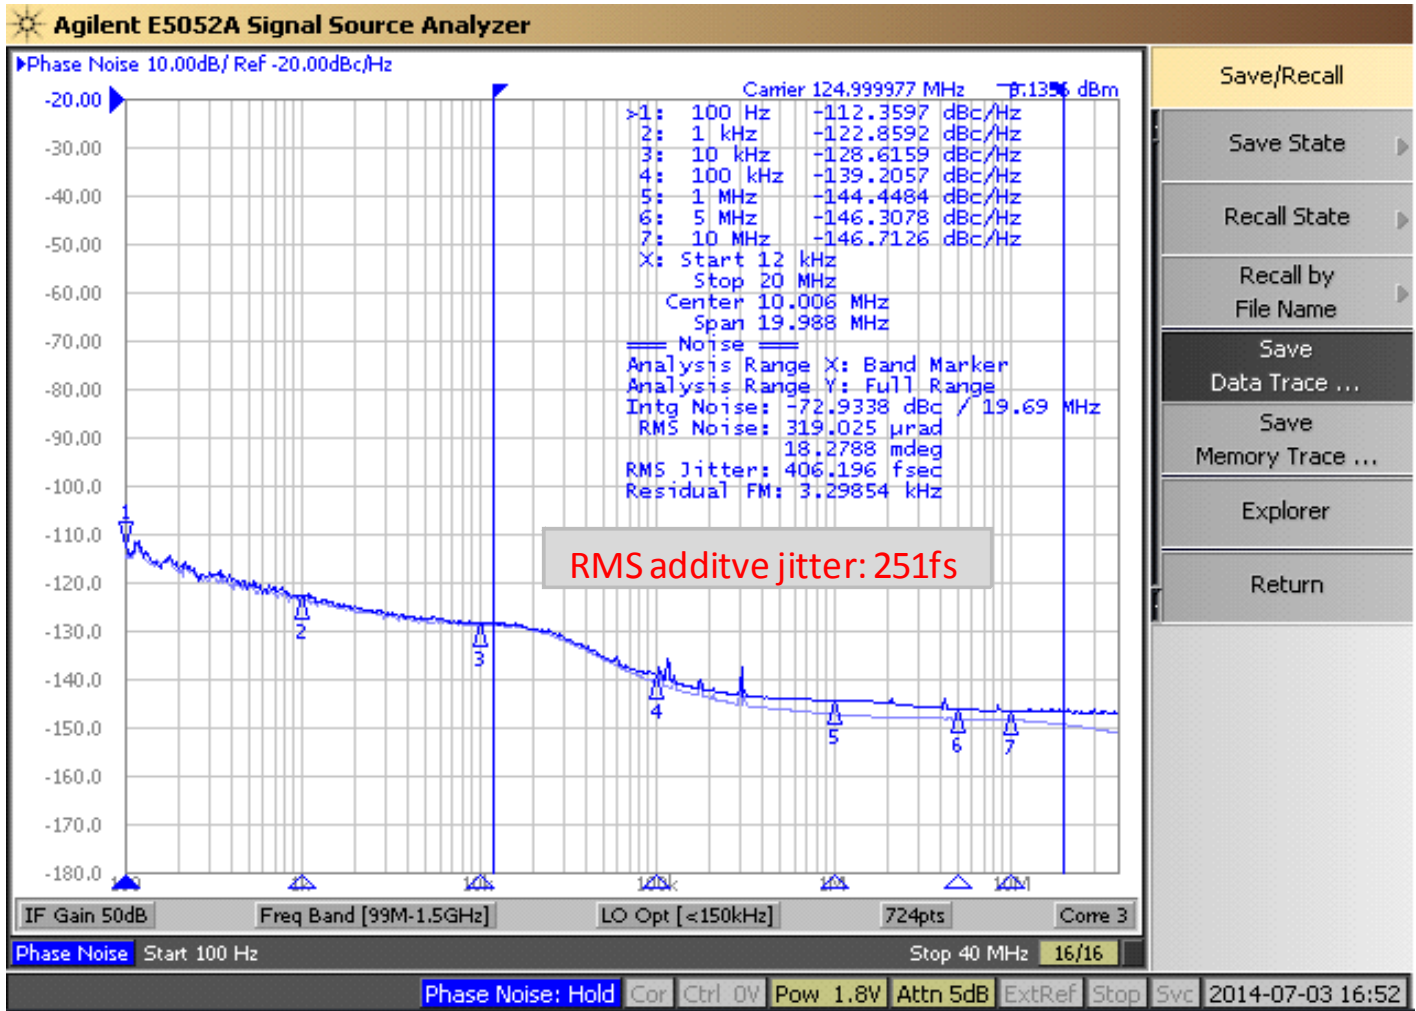 Agilent E5052A Signal Source Analyzer
Phase Noise 10.00dB/ Ref -20.00dBc/Hz
Carrier 124.999977 MHz dBm
>1: 100 Hz -112.3597 dBc/Hz
2: 1 kHz -122.8592 dBc/Hz
3: 10 kHz -128.6159 dBc/Hz
4: 100 kHz -139.2057 dBc/Hz
5: 1 MHz -144.4484 dBc/Hz
6: 5 MHz -146.3078 dBc/Hz
7: 10 MHz -146.7126 dBc/Hz
X: Start 12 kHz
Stop 20 MHz
Center 10.006 MHz
Span 19.988 MHz
=== Noise ===
Analysis Range X: Band Marker
Analysis Range Y: Full Range
Intg Noise: -72.9338 dBc / 19.69 MHz
RMS Noise: 319.025 µrad
18.2788 mdeg
RMS Jitter: 406.196 fsec
Residual FM: 3.29854 kHz
RMS additve jitter: 251fs
-20.00
-30.00
-40.00
-50.00
-60.00
-70.00
-80.00
-90.00
-100.0
-110.0
-120.0
-130.0
-140.0
-150.0
-160.0
-170.0
-180.0
1
2
3
4
5
6
7
10k
100k
1M
10M
IF Gain 50dB
Freq Band [99M-1.5GHz]
LO Opt [<150kHz]
724pts
Corre 3
Phase Noise Start 100 Hz
Stop 40 MHz 16/16
Phase Noise: Hold Cor Ctrl 0V Pow 1.8V Attn 5dB ExtRef Stop Svc 2014-07-03 16:52
Save/Recall
Save State
Recall State
Recall by
File Name
Save
Data Trace ...
Save
Memory Trace ...
Explorer
Return